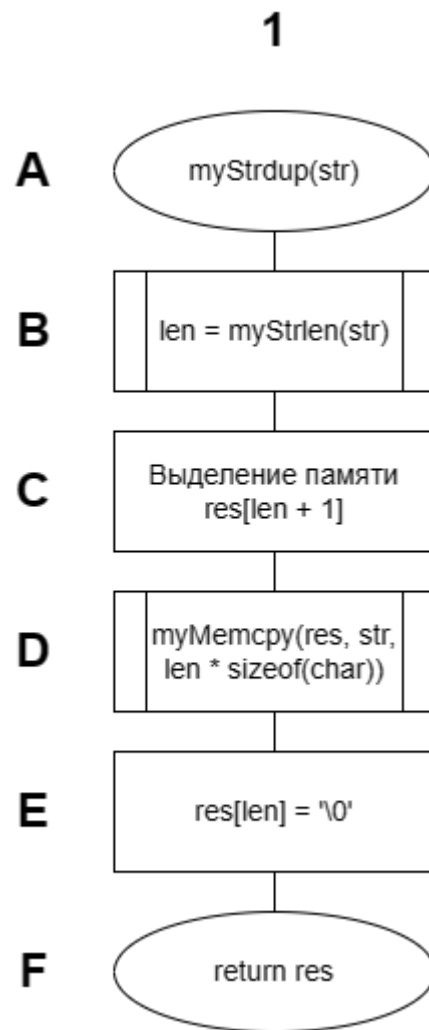 1
A
myStrdup(str)
B
len = myStrlen(str)
C
Выделение памяти
res[len + 1]
D
myMemcpy(res, str,
len * sizeof(char))
E
res[len] = '\0'
F
return res